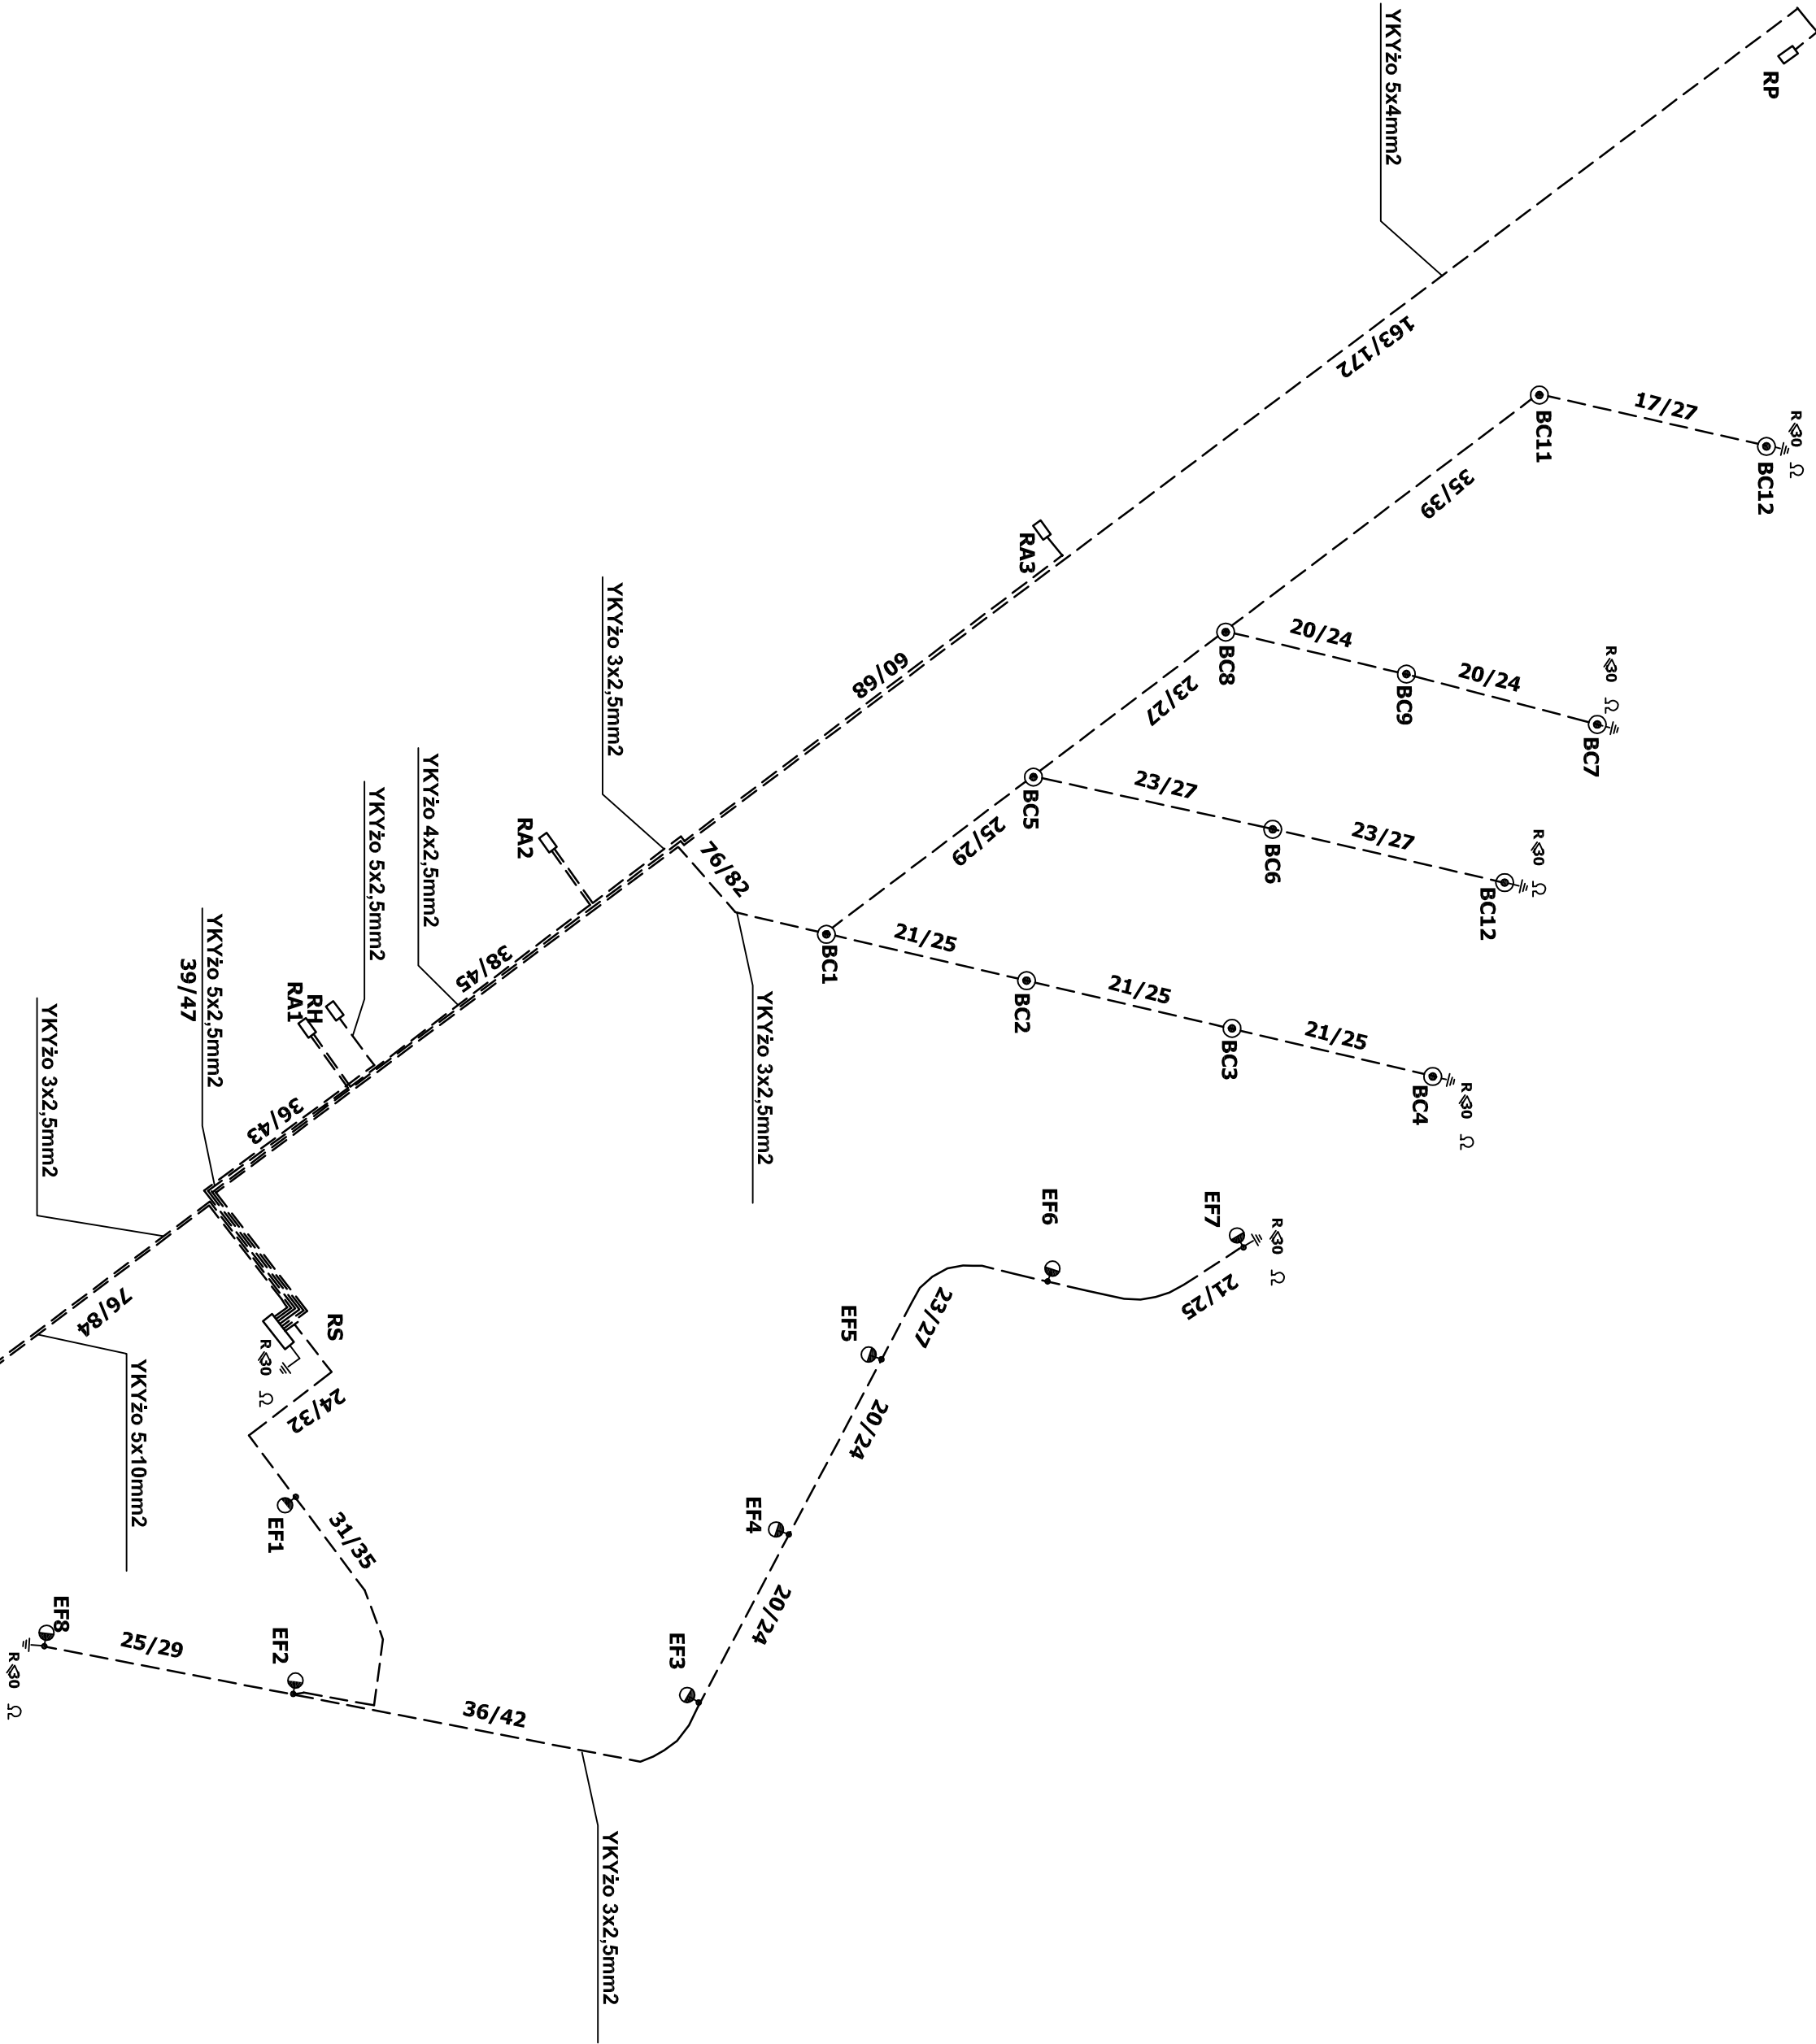 YKYżo 5x4mm2
RP
163/172
BC11
17/27
R≤30 Ω
BC12
35/39
RA3
BC8
20/24
BC9
20/24
R≤30 Ω
BC7
60/68
23/27
YKYżo 3x2,5mm2
BC5
23/27
BC6
23/27
R≤30 Ω
BC12
25/29
RA2
76/82
YKYżo 4x2,5mm2
YKYżo 5x2,5mm2
38/45
BC1
21/25
BC2
21/25
BC3
21/25
BC4
R≤30 Ω
YKYżo 5x2,5mm2
39/47
RA1
RH
YKYżo 3x2,5mm2
36/43
YKYżo 3x2,5mm2
EF6
EF7
R≤30 Ω
21/25
23/27
EF5
RS
R≤30 Ω
76/84
YKYżo 5x10mm2
24/32
20/24
EF4
EF1
31/35
20/24
EF3
EF8
25/29
R≤30 Ω
EF2
36/42
YKYżo 3x2,5mm2